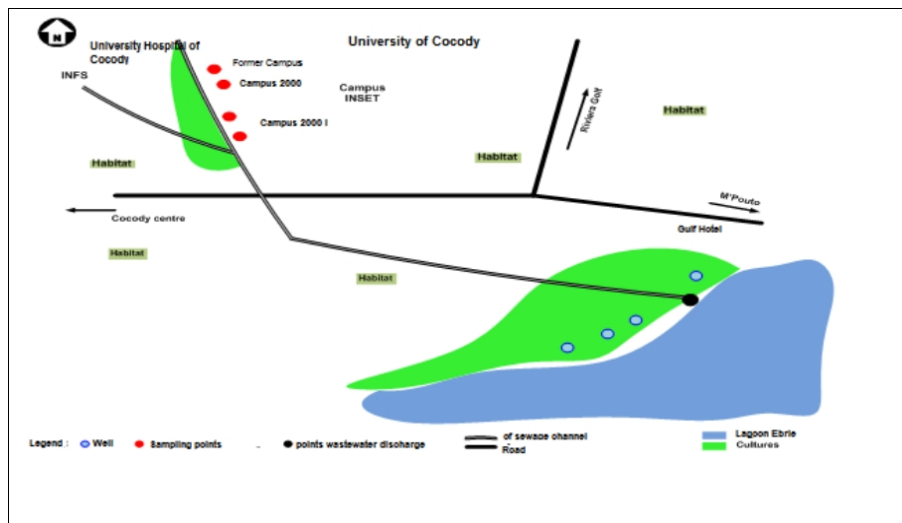 N
University Hospital of
Cocody
University of Cocody
INFS
Former Campus
Campus 2000
Campus
INSET
Campus 2000 I
Riviera Golf
Habitat
Habitat
Habitat
M'Pouto
Cocody centre
Gulf Hotel
Habitat
Habitat
Legend :
Well
Sampling points
points wastewater discharge
of sewage channel
Road
Lagoon Ebrie
Cultures